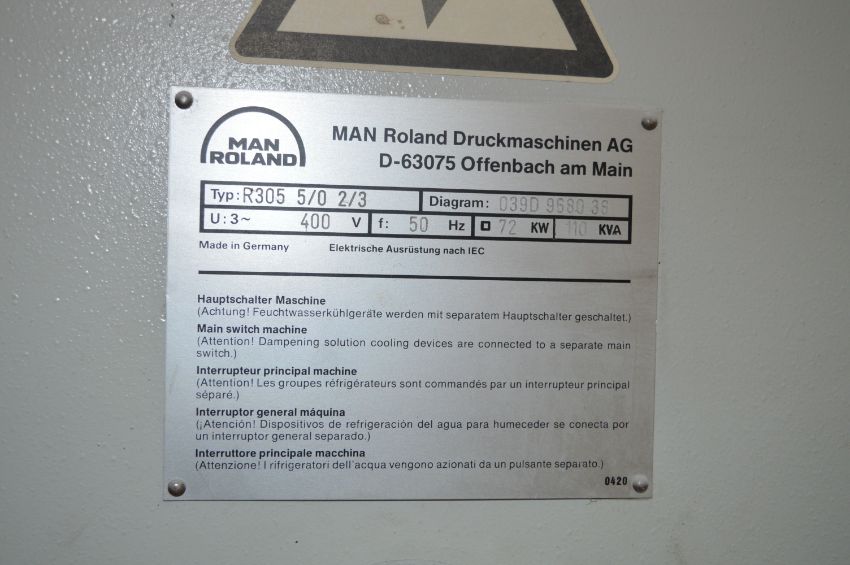 MAN
ROLAND
MAN Roland Druckmaschinen AG
D-63075 Offenbach am Main
Typ: R305 5/0 2/3 Diagram: 039D 9680 36
U: 3~ 400 V f: 50 Hz 72 KW 110 KVA
Made in Germany Elektrische Ausrüstung nach IEC
Hauptschalter Maschine
(Achtung! Feuchtwasserkühlgeräte werden mit separatem Hauptschalter geschaltet.)
Main switch machine
(Attention! Dampening solution cooling devices are connected to a separate main
switch.)
Interrupteur principal machine
(Attention! Les groupes réfrigérateurs sont commandés par un interrupteur principal
séparé.)
Interruptor general máquina
(¡Atención! Dispositivos de refrigeración del agua para humeceder se conecta por
un interruptor general separado.)
Interruttore principale macchina
(Attenzione! I rifrigeratori dell'acqua vengono azionati da un pulsante separato.)
0420